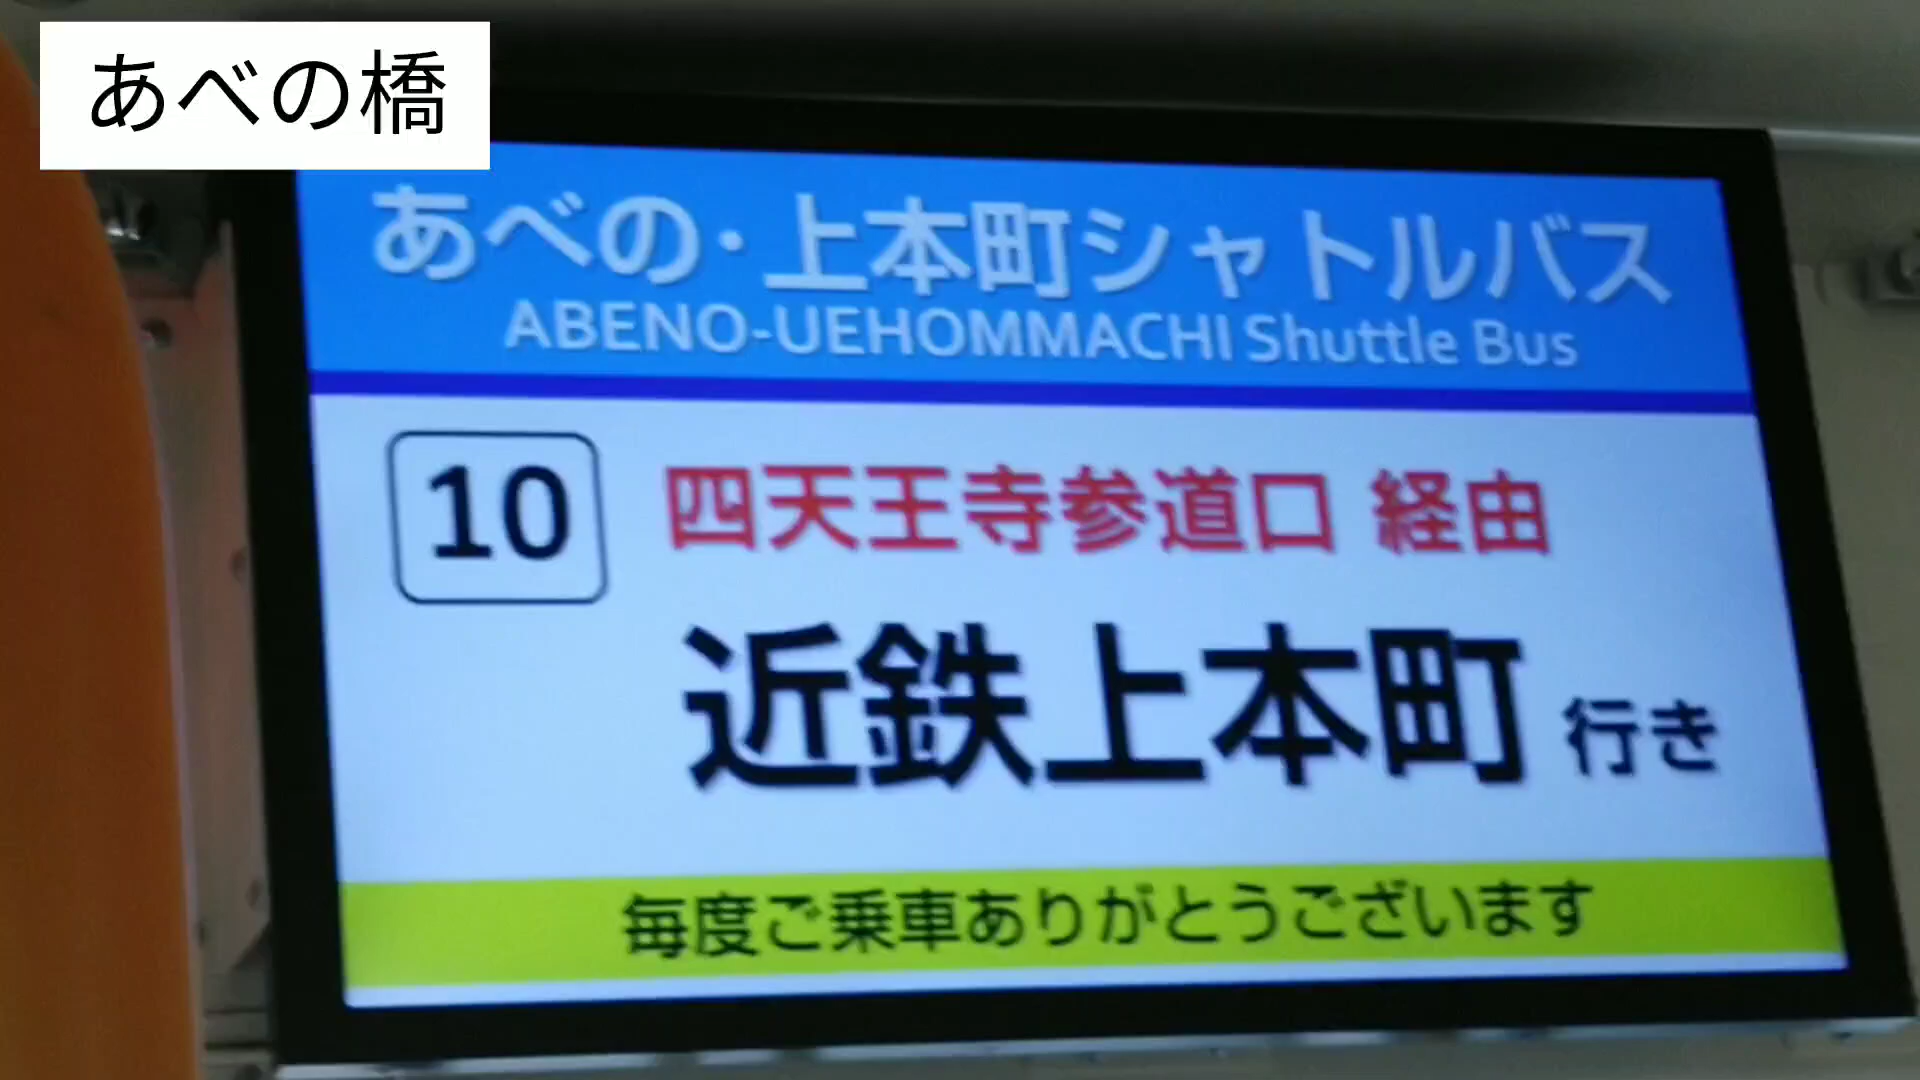 あべの橋
あべの・上本町シャトルバス
ABENO-UEHOMMACHI Shuttle Bus
10 四天王寺参道口 経由
近鉄上本町 行き
毎度ご乗車ありがとうございます